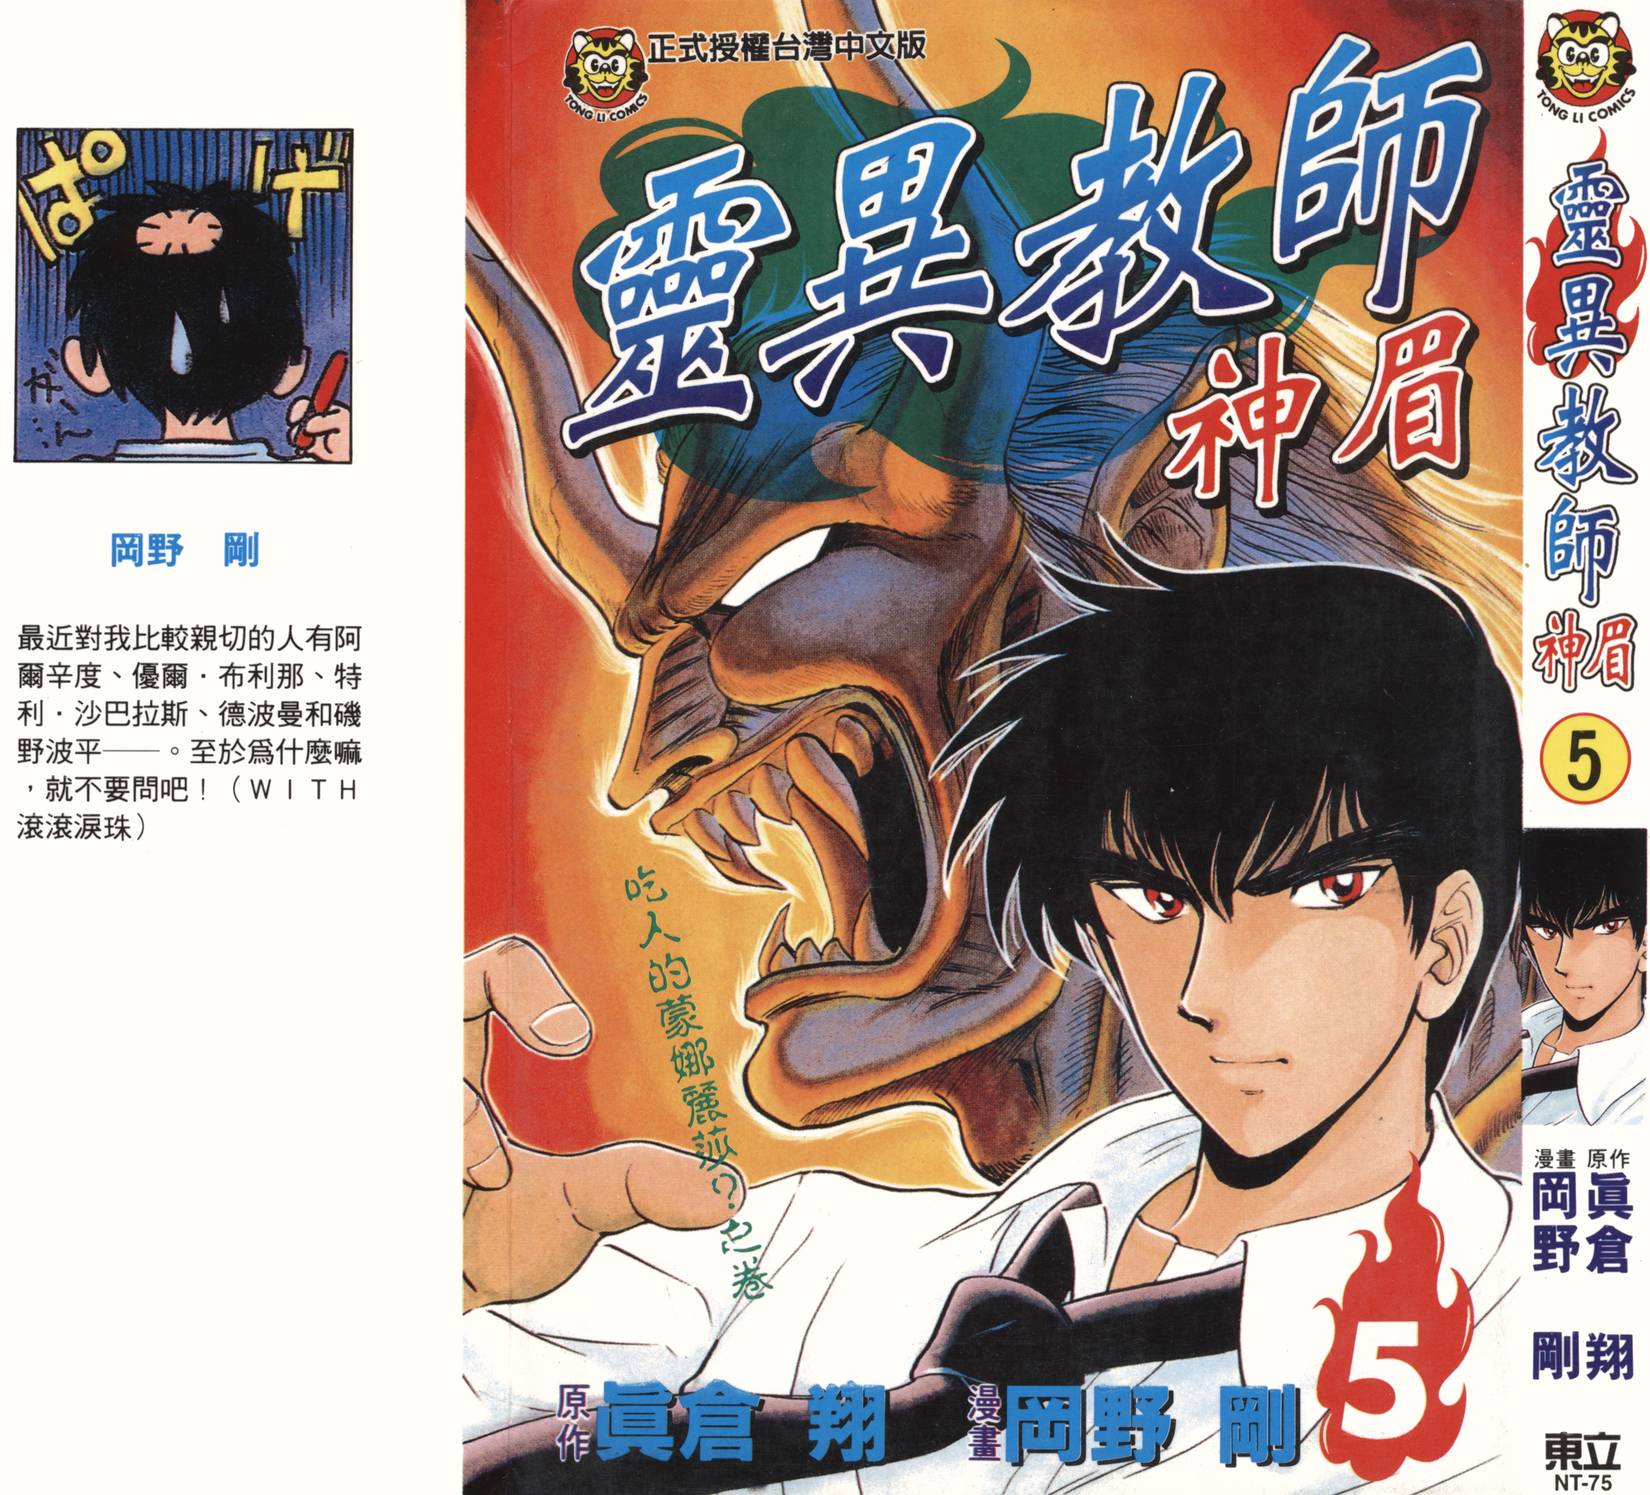 ぱげ
ガーン
岡野　剛
最近對我比較親切的人有阿
爾辛度、優爾．布利那、特
利．沙巴拉斯、德波曼和磯
野波平──。至於爲什麼嘛
，就不要問吧！（ＷＩＴＨ
滾滾淚珠）
TONG LI COMICS
正式授權台灣中文版
靈異教師
神眉
吃人的蒙娜麗莎？之卷
原作
眞倉 翔
漫畫
岡野 剛
5
TONG LI COMICS
靈異教師
神眉
5
原作
眞倉 翔
漫畫
岡野 剛
東立
NT-75